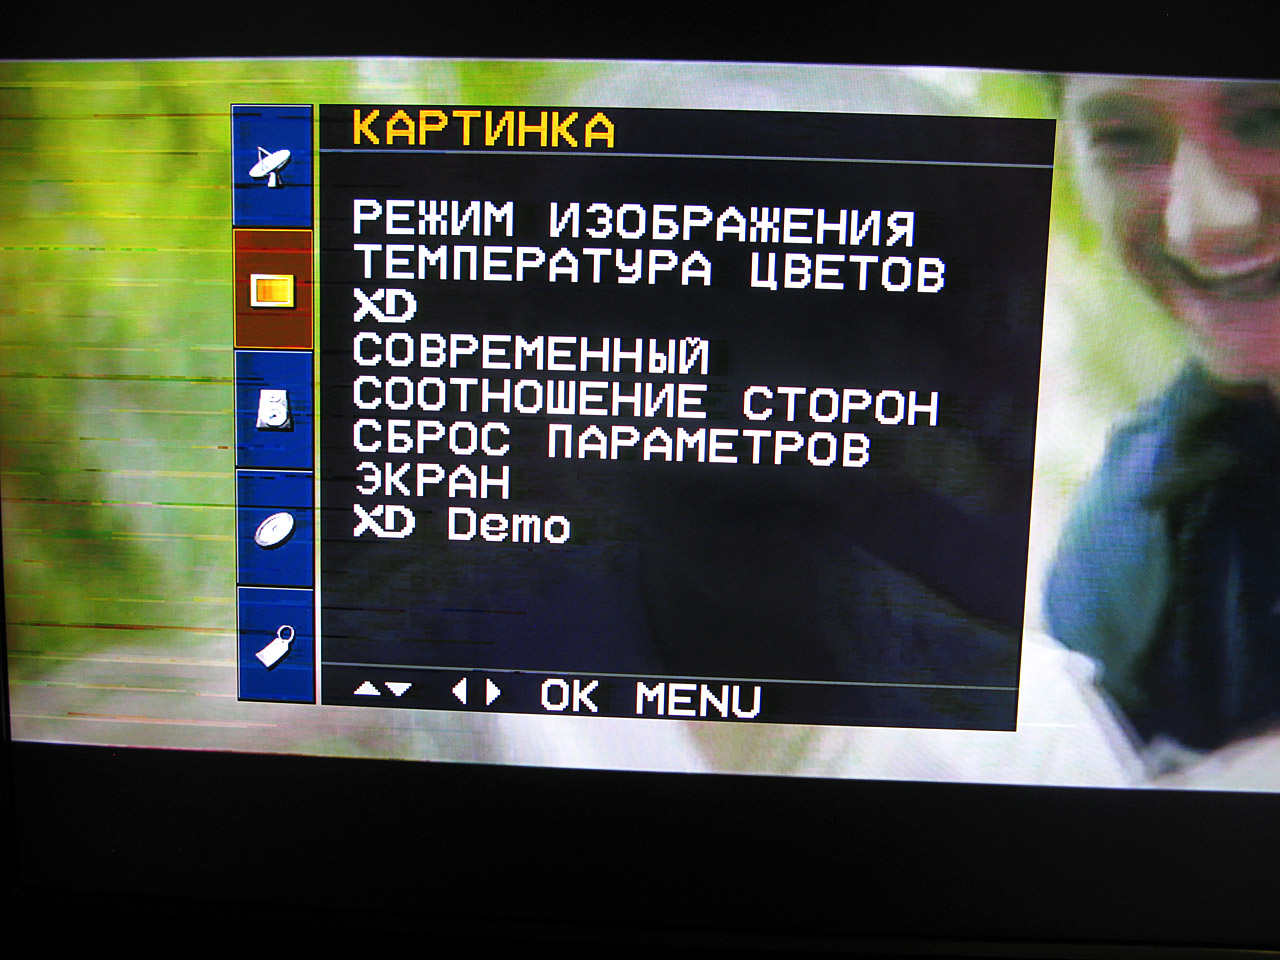 КАРТИНКА
РЕЖИМ ИЗОБРАЖЕНИЯ
ТЕМПЕРАТУРА ЦВЕТОВ
XD
СОВРЕМЕННЫЙ
СООТНОШЕНИЕ СТОРОН
СБРОС ПАРАМЕТРОВ
ЭКРАН
XD Demo
OK MENU